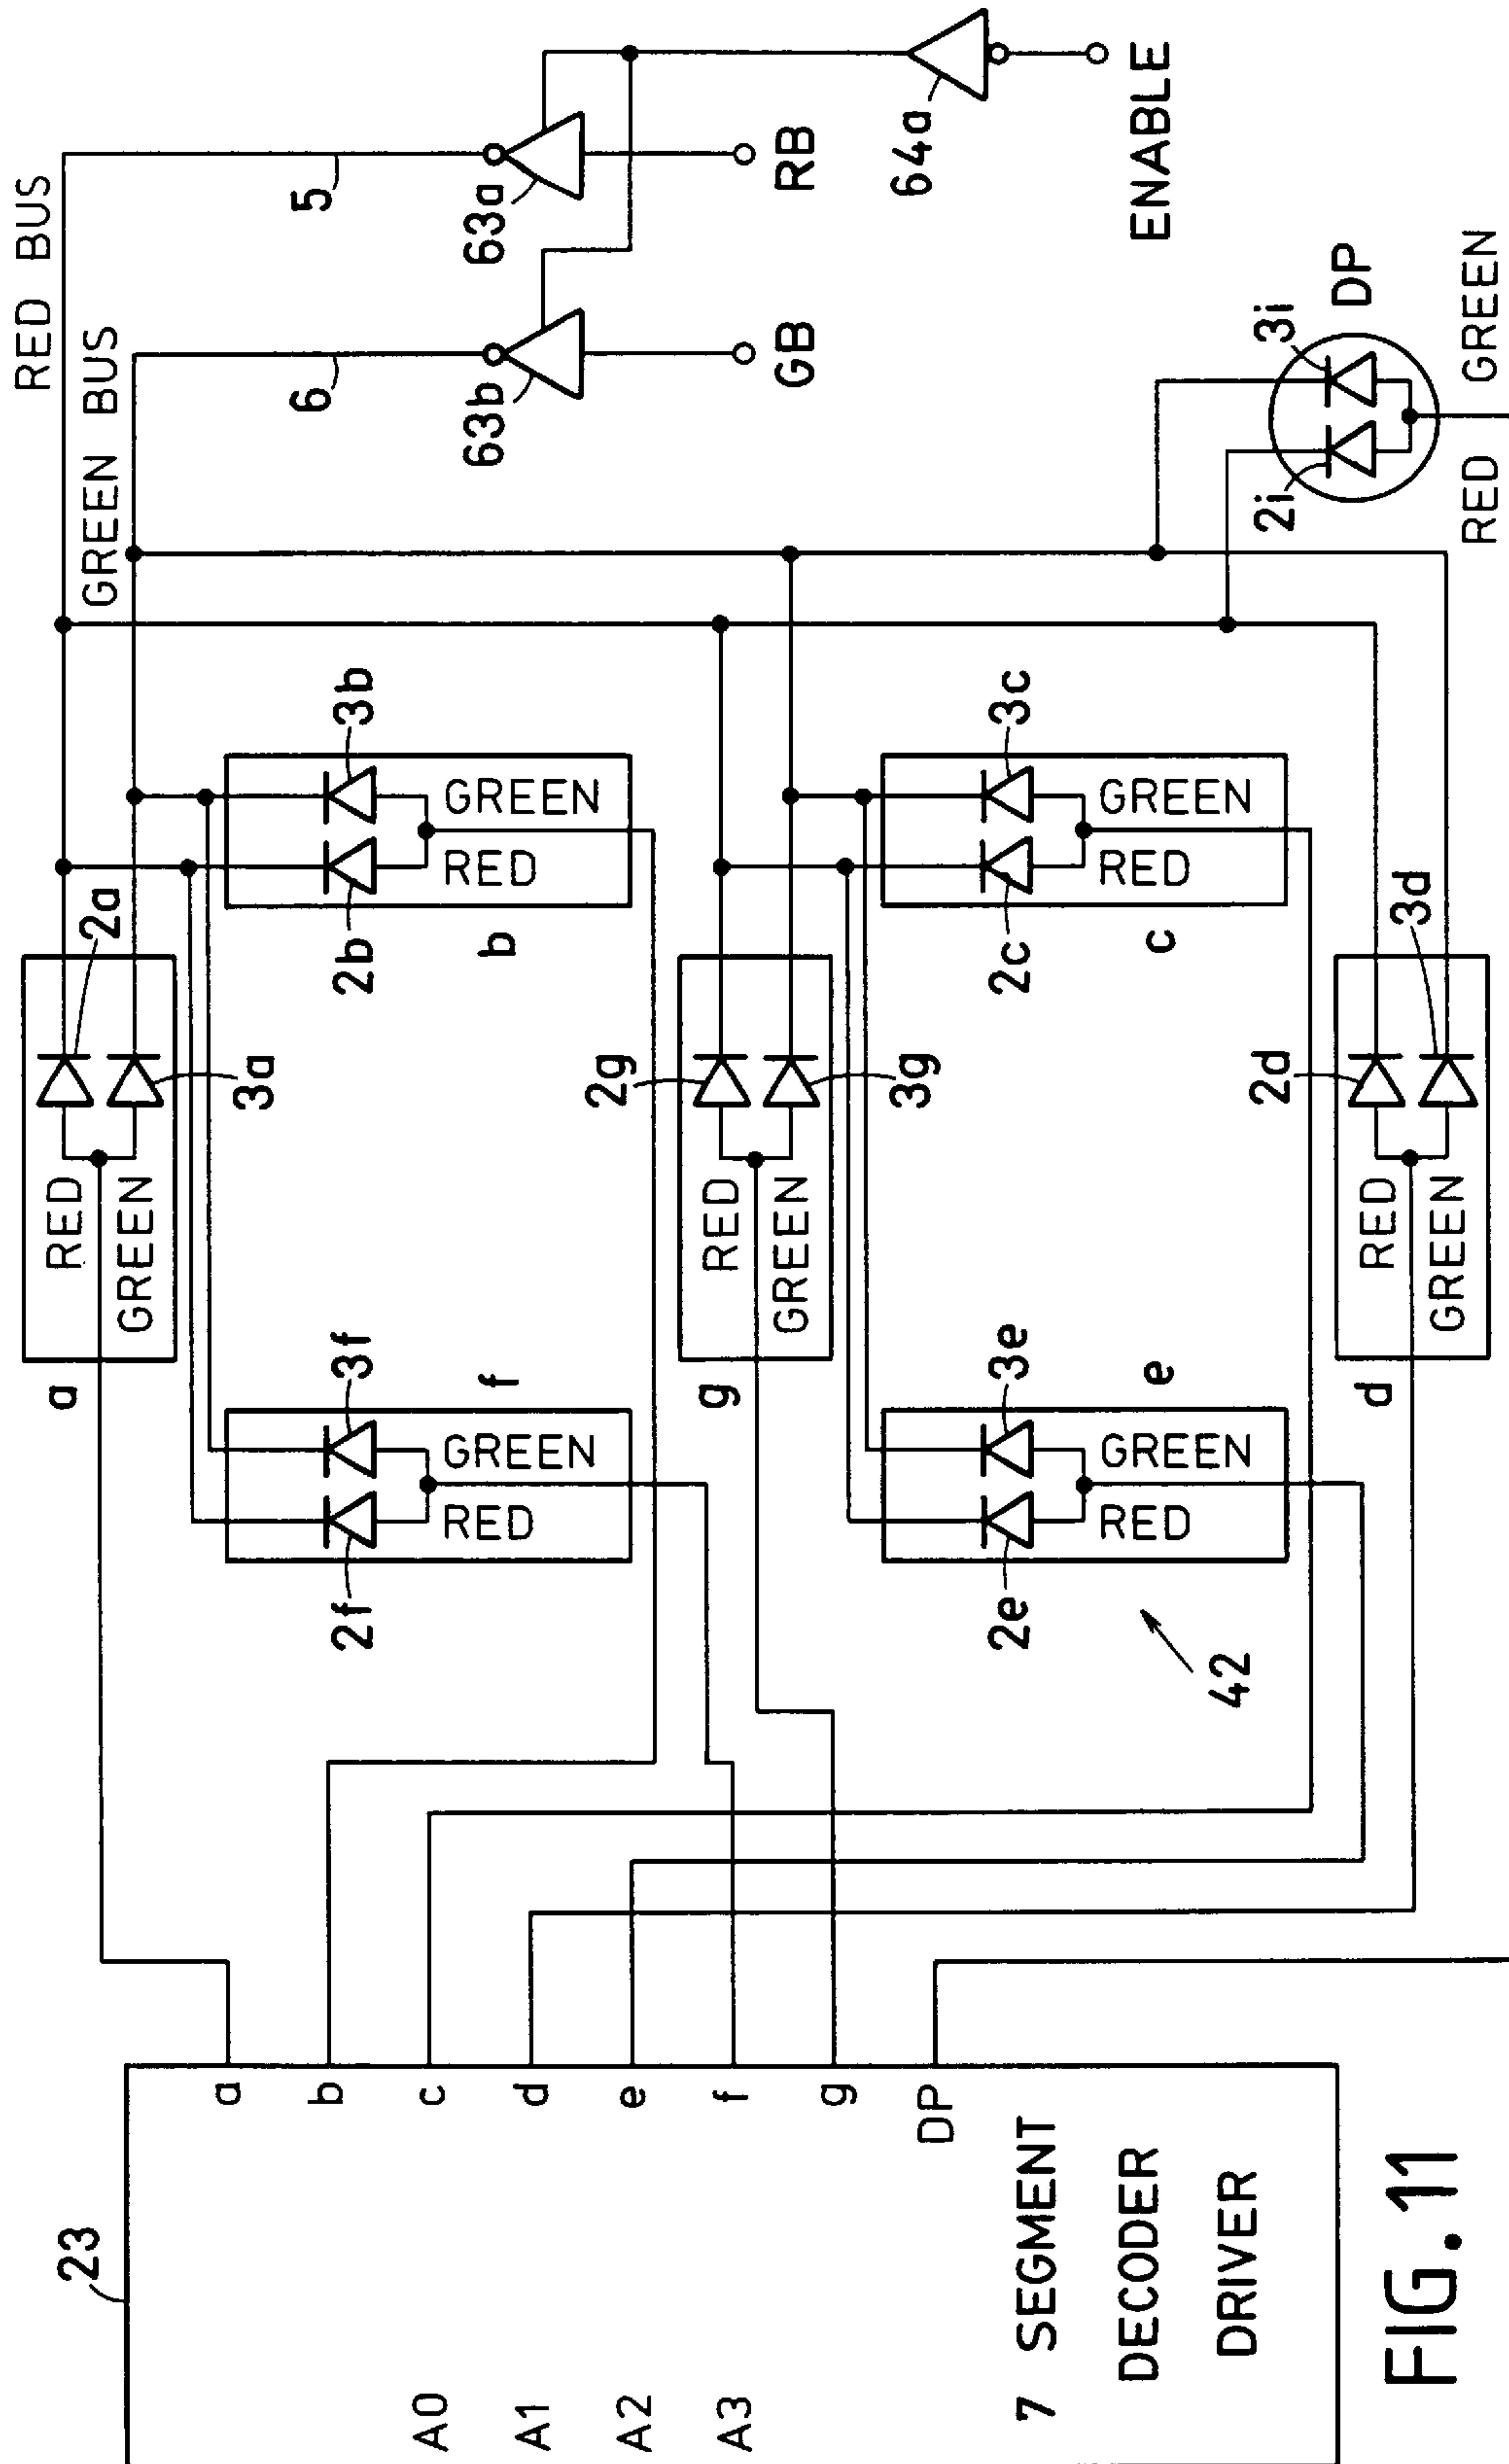 23
A0
A1
A2
A3
7 SEGMENT
DECODER
DRIVER
a
b
c
d
e
f
g
DP
a
RED
GREEN
2a
3a
f
2f
3f
RED
GREEN
b
2b
3b
RED
GREEN
g
RED
GREEN
2g
3g
e
2e
3e
RED
GREEN
c
2c
3c
RED
GREEN
d
RED
GREEN
2d
3d
42
RED BUS
GREEN BUS
5
6
63a
63b
RB
GB
64a
ENABLE
2i
3i
DP
RED
GREEN
FIG. 11